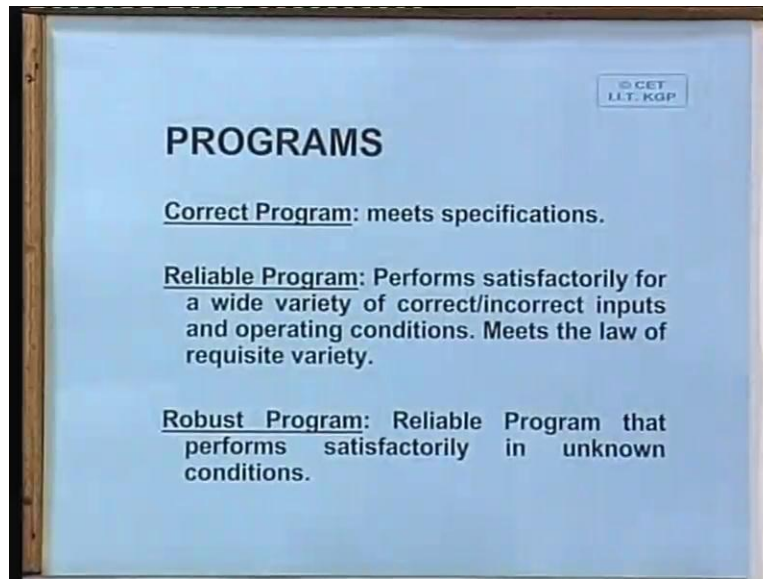 © CET
I.I.T. KGP
PROGRAMS
Correct Program: meets specifications.
Reliable Program: Performs satisfactorily for
a wide variety of correct/incorrect inputs
and operating conditions. Meets the law of
requisite variety.
Robust Program: Reliable Program that
performs satisfactorily in unknown
conditions.